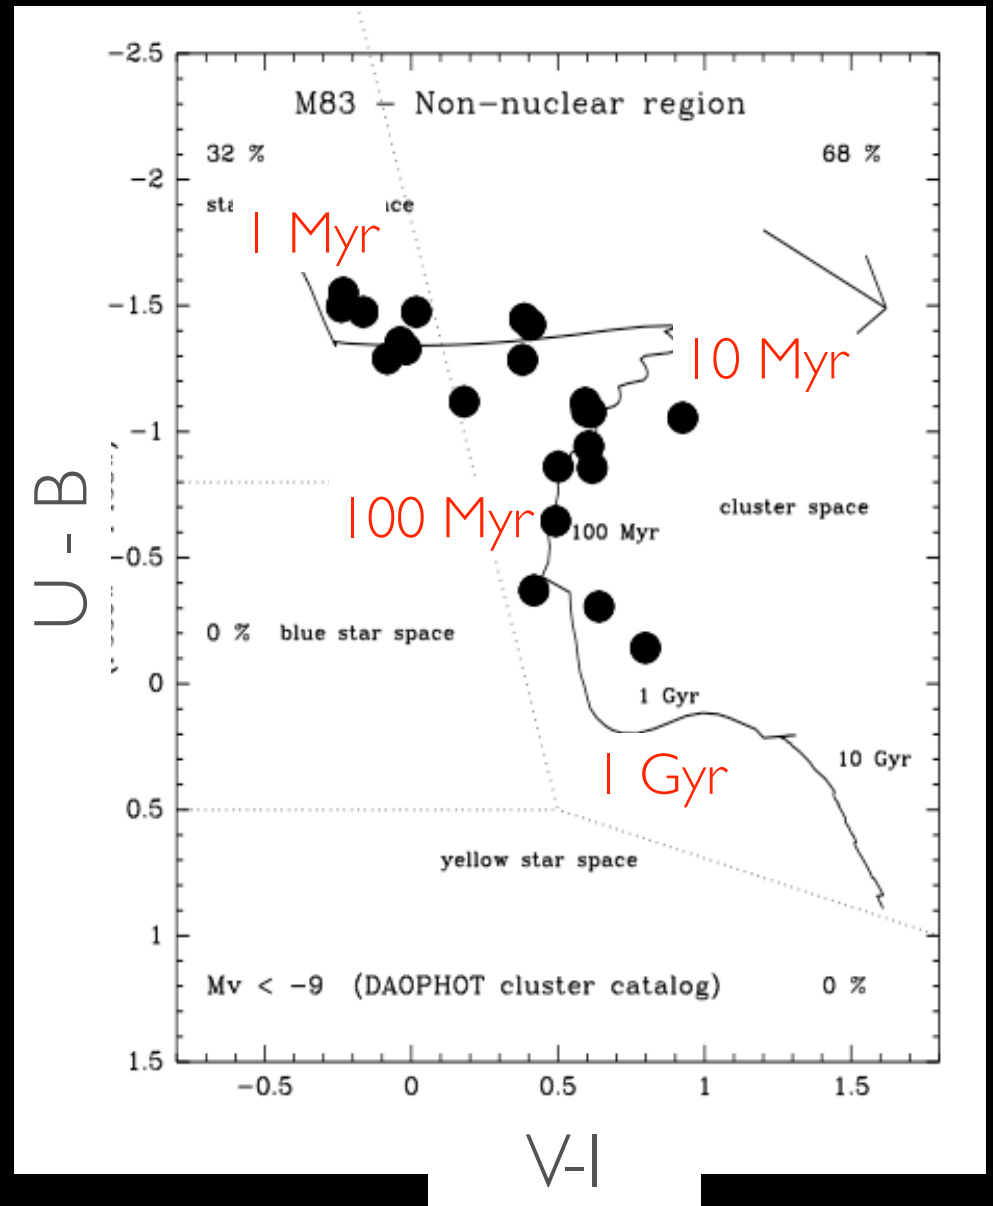 −2.5
M83 − Non−nuclear region
32 %
68 %
−2
1 Myr
−1.5
10 Myr
−1
cluster space
100 Myr
100 Myr
−0.5
U - B
0 % blue star space
0
1 Gyr
10 Gyr
1 Gyr
0.5
yellow star space
1
Mv < −9 (DAOPHOT cluster catalog)
0 %
1.5
−0.5 0 0.5 1 1.5
V-I